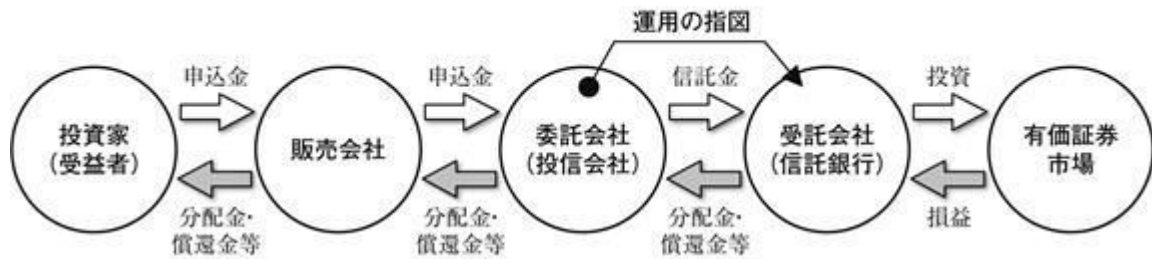 運用の指図
申込金
申込金
信託金
投資
投資家
（受益者）
販売会社
委託会社
（投信会社）
受託会社
（信託銀行）
有価証券
市場
分配金・
償還金等
分配金・
償還金等
分配金・
償還金等
損益